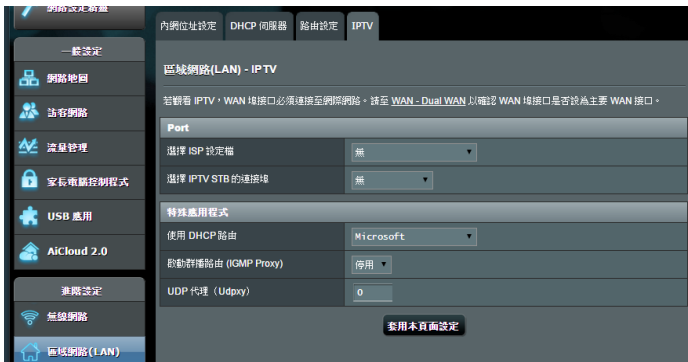 網路設定精靈
一般設定
網路地圖
訪客網路
流量管理
家長電腦控制程式
USB 應用
AiCloud 2.0
進階設定
無線網路
區域網路(LAN)
內網位址設定 DHCP 伺服器 路由設定 IPTV
區域網路(LAN) - IPTV
若觀看 IPTV，WAN 埠接口必須連接至網際網路。請至 WAN - Dual WAN 以確認 WAN 埠接口是否設為主要 WAN 接口。
Port
選擇 ISP 設定檔 無
選擇 IPTV STB 的連接埠 無
特殊應用程式
使用 DHCP 路由 Microsoft
啟動群播路由 (IGMP Proxy) 停用
UDP 代理（Udpxy） 0
套用本頁面設定